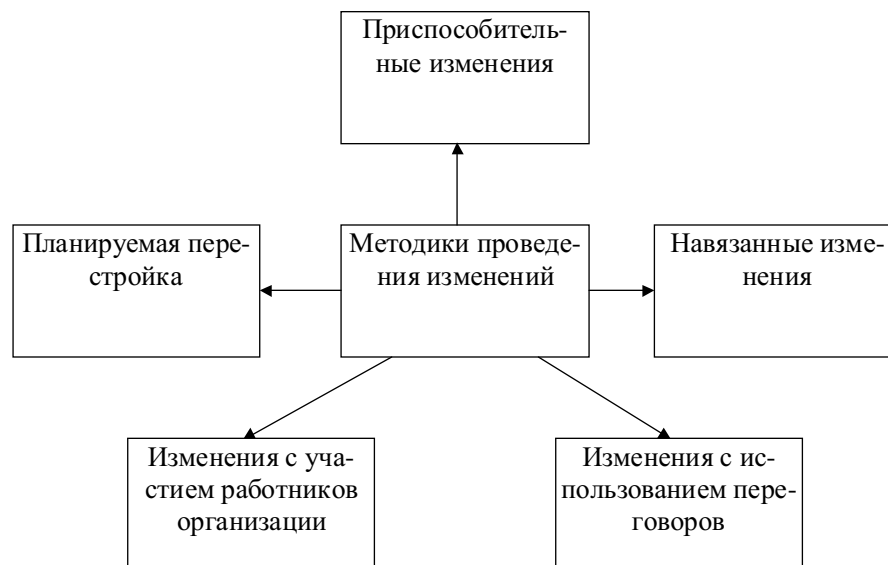 Приспособитель-
ные изменения
Планируемая пере-
стройка
Методики проведе-
ния изменений
Навязанные изме-
нения
Изменения с уча-
стием работников
организации
Изменения с ис-
пользованием пере-
говоров